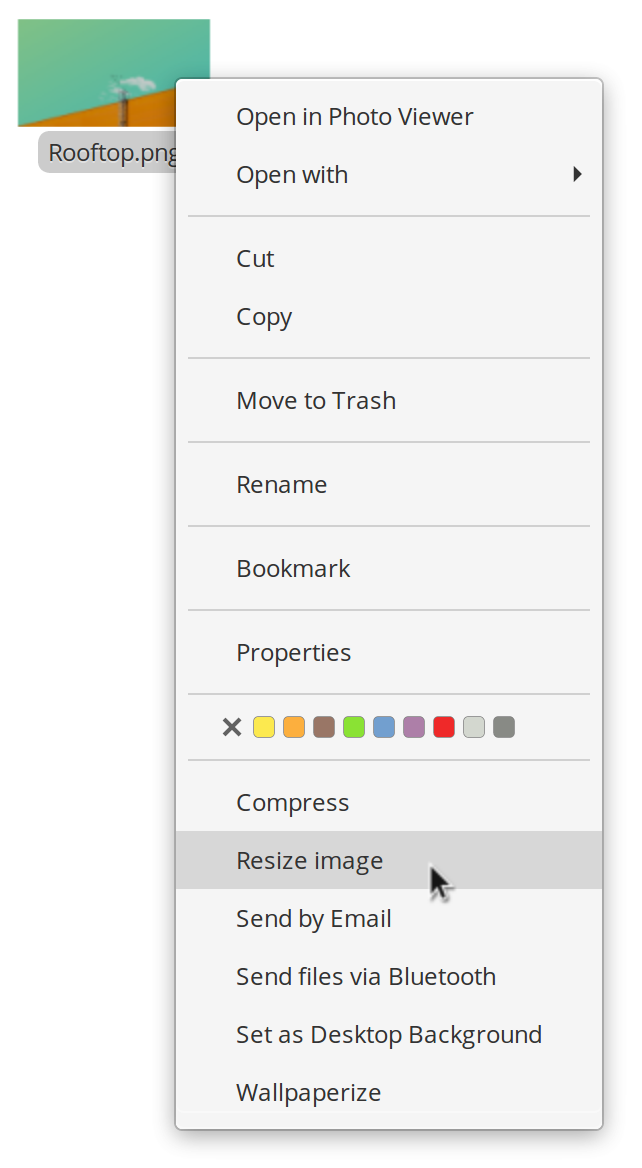 Rooftop.png
Open in Photo Viewer
Open with
Cut
Copy
Move to Trash
Rename
Bookmark
Properties
Compress
Resize image
Send by Email
Send files via Bluetooth
Set as Desktop Background
Wallpaperize